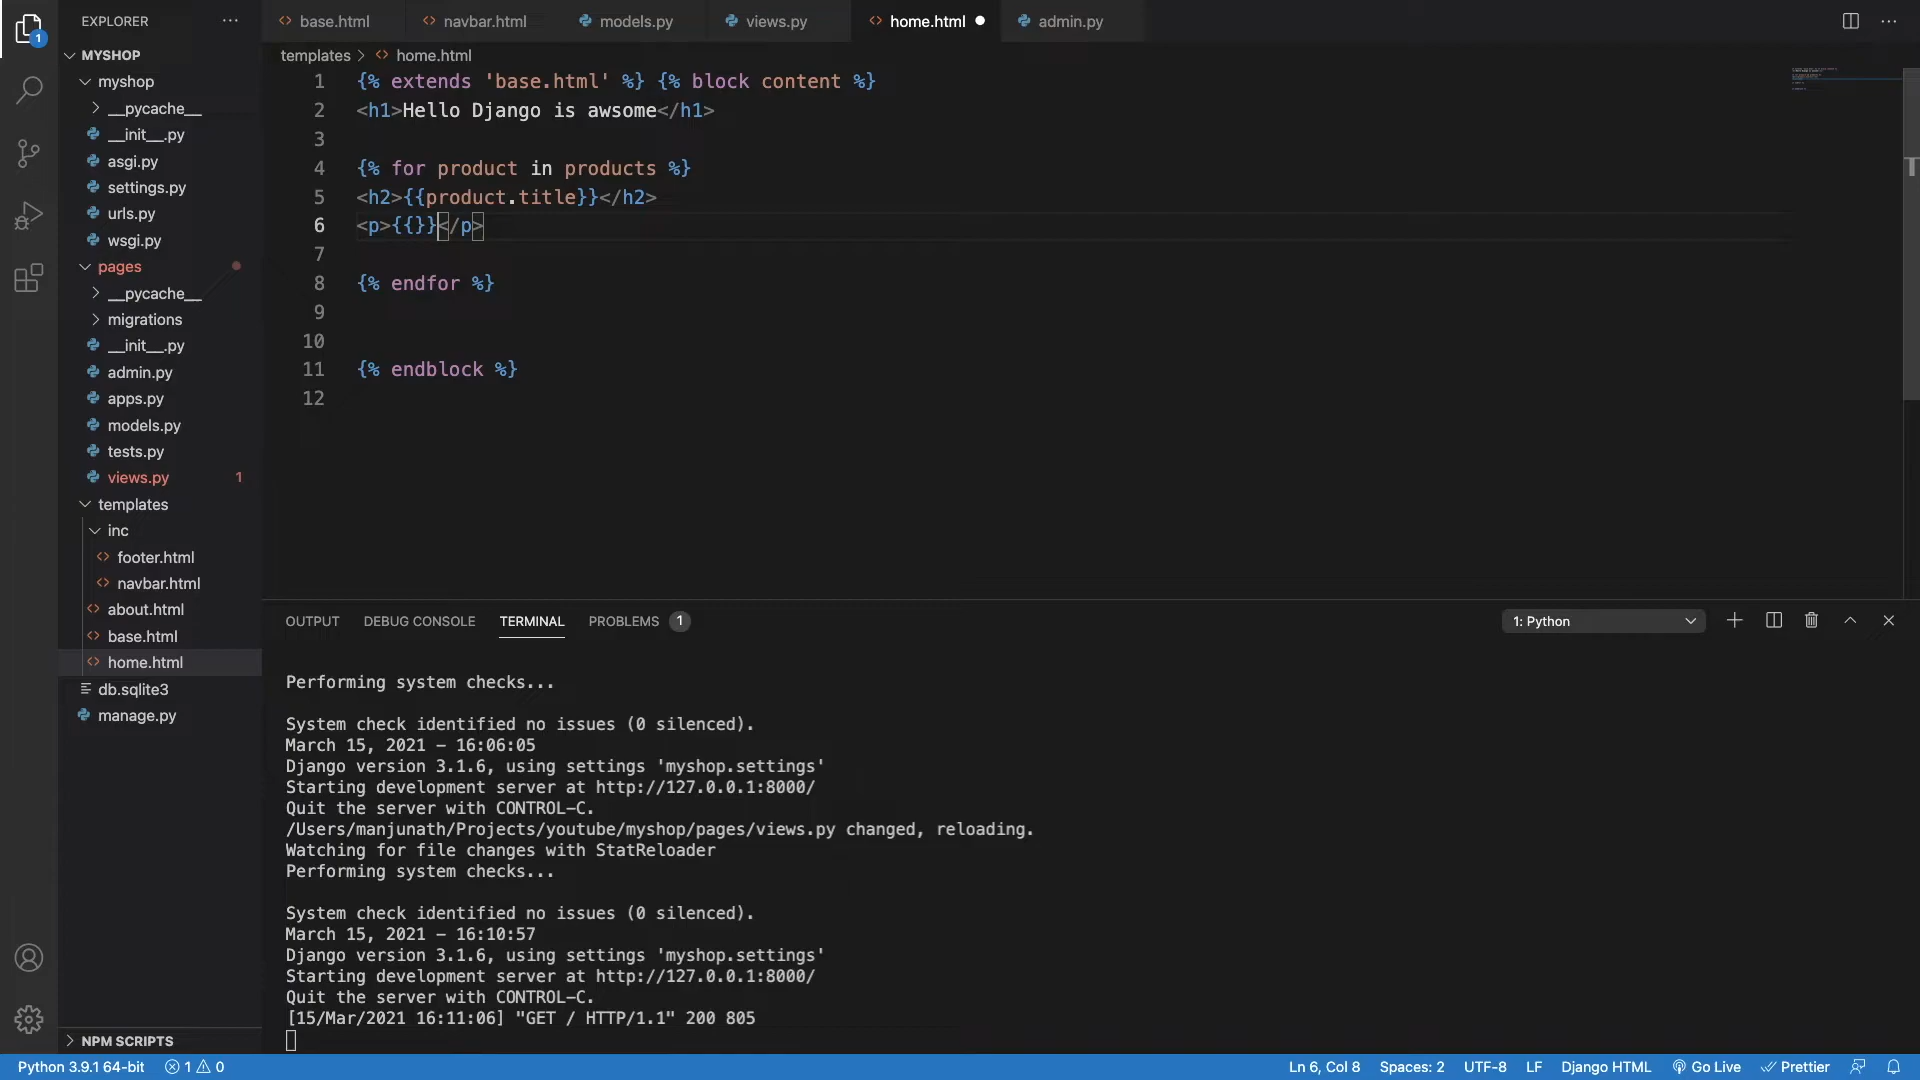 EXPLORER
MYSHOP
myshop
__pycache__
__init__.py
asgi.py
settings.py
urls.py
wsgi.py
pages
__pycache__
migrations
__init__.py
admin.py
apps.py
models.py
tests.py
views.py 1
templates
inc
footer.html
navbar.html
about.html
base.html
home.html
db.sqlite3
manage.py
NPM SCRIPTS
base.html navbar.html models.py views.py home.html admin.py
templates > home.html
1 {% extends 'base.html' %} {% block content %}
2 <h1>Hello Django is awsome</h1>
3
4 {% for product in products %}
5 <h2>{{product.title}}</h2>
6 <p>{{}}</p>
7
8 {% endfor %}
9
10
11 {% endblock %}
12
OUTPUT DEBUG CONSOLE TERMINAL PROBLEMS 1 1: Python
Performing system checks...
System check identified no issues (0 silenced).
March 15, 2021 - 16:06:05
Django version 3.1.6, using settings 'myshop.settings'
Starting development server at http://127.0.0.1:8000/
Quit the server with CONTROL-C.
/Users/manjunath/Projects/youtube/myshop/pages/views.py changed, reloading.
Watching for file changes with StatReloader
Performing system checks...
System check identified no issues (0 silenced).
March 15, 2021 - 16:10:57
Django version 3.1.6, using settings 'myshop.settings'
Starting development server at http://127.0.0.1:8000/
Quit the server with CONTROL-C.
[15/Mar/2021 16:11:06] "GET / HTTP/1.1" 200 805
Python 3.9.1 64-bit 1 0 Ln 6, Col 8 Spaces: 2 UTF-8 LF Django HTML Go Live Prettier